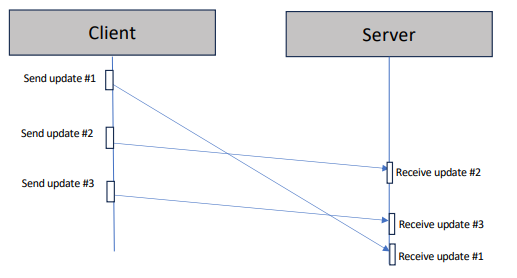 Client
Server
Send update #1
Send update #2
Receive update #2
Send update #3
Receive update #3
Receive update #1